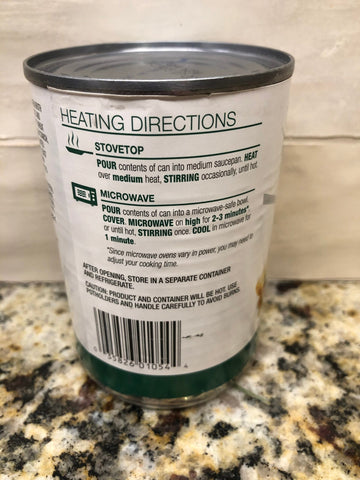 HEATING DIRECTIONS
STOVETOP
POUR contents of can into medium saucepan. HEAT
over medium heat, STIRRING occasionally, until hot.
MICROWAVE
POUR contents of can into a microwave-safe bowl,
COVER. MICROWAVE on high for 2-3 minutes*
or until hot, STIRRING once. COOL in microwave for
1 minute.
*Since microwave ovens vary in power, you may need to
adjust your cooking time.
AFTER OPENING, STORE IN A SEPARATE CONTAINER
AND REFRIGERATE.
CAUTION: PRODUCT AND CONTAINER WILL BE HOT. USE
POTHOLDERS AND HANDLE CAREFULLY TO AVOID BURNS.
55826 01054 4